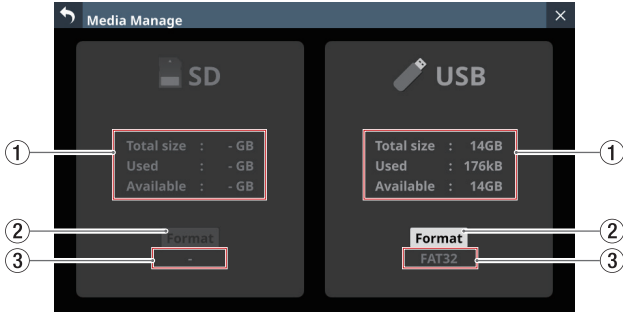 Media Manage
SD
Total size : - GB
Used : - GB
Available : - GB
Format
-
USB
Total size : 14GB
Used : 176kB
Available : 14GB
Format
FAT32
1
2
3
1
2
3